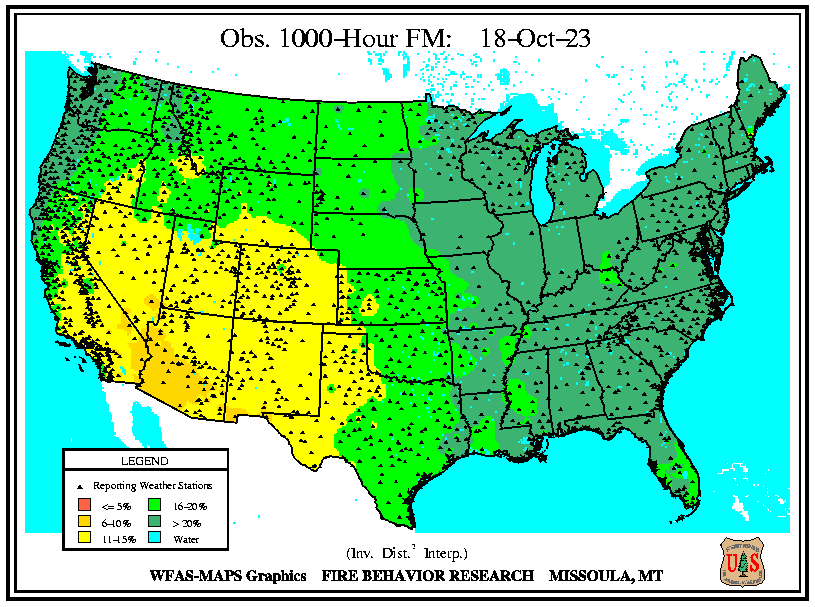 Obs. 1000-Hour FM: 18-Oct-23
LEGEND
Reporting Weather Stations
<= 5% 16-20%
6-10% > 20%
11-15% Water
(Inv. Dist.² Interp.)
WFAS-MAPS Graphics FIRE BEHAVIOR RESEARCH MISSOULA, MT
U S